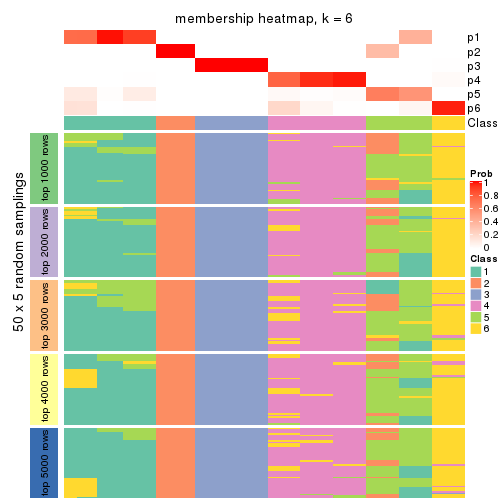 membership heatmap, k = 6
p1
p2
p3
p4
p5
p6
Class
50 x 5 random samplings
top 1000 rows
top 2000 rows
top 3000 rows
top 4000 rows
top 5000 rows
Prob
1
0.8
0.6
0.4
0.2
0
Class
1
2
3
4
5
6